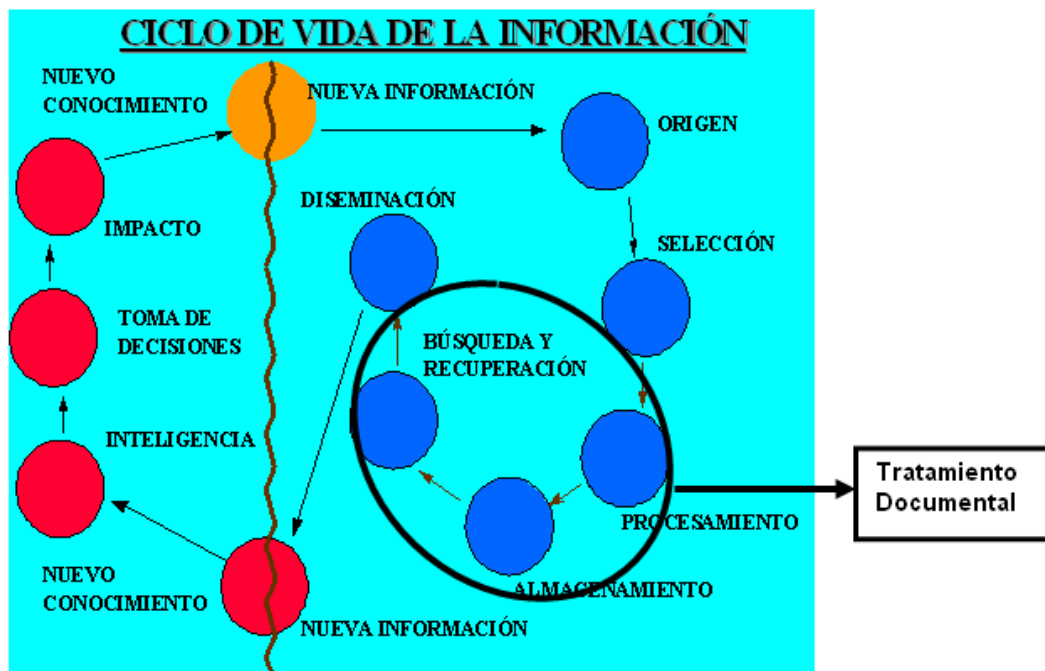 CICLO DE VIDA DE LA INFORMACIÓN
NUEVO
CONOCIMIENTO
NUEVA INFORMACIÓN
ORIGEN
DISEMINACIÓN
IMPACTO
SELECCIÓN
TOMA DE
DECISIONES
BÚSQUEDA Y
RECUPERACIÓN
INTELIGENCIA
Tratamiento
Documental
PROCESAMIENTO
NUEVO
CONOCIMIENTO
ALMAGENAMIENTO
NUEVA INFORMACIÓN